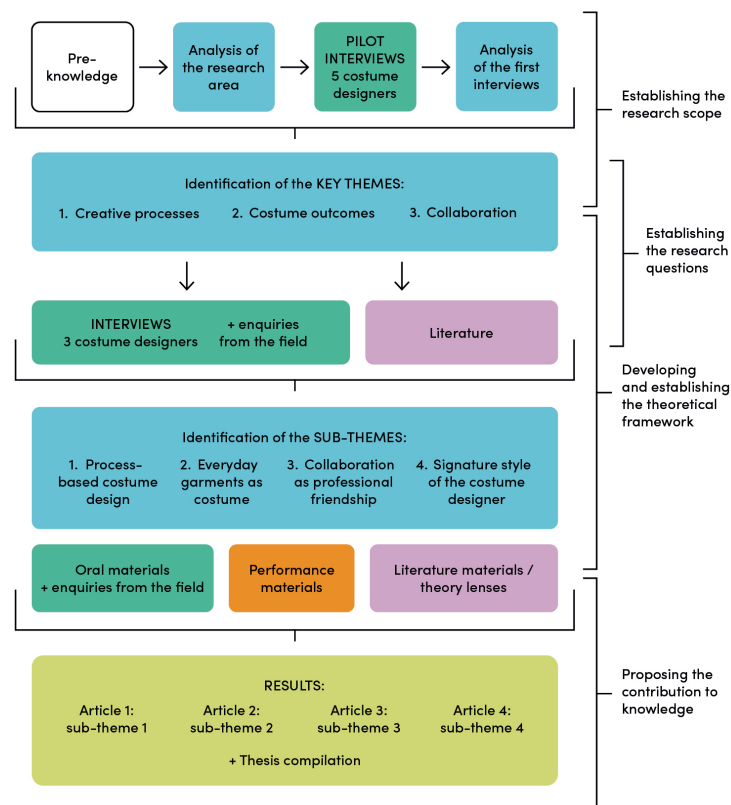 Pre-
knowledge
Analysis of
the research
area
PILOT
INTERVIEWS
5 costume
designers
Analysis
of the first
interviews
Establishing the
research scope
Identification of the KEY THEMES:
1. Creative processes
2. Costume outcomes
3. Collaboration
Establishing
the research
questions
INTERVIEWS
3 costume designers
+ enquiries
from the field
Literature
Developing
and establishing
the theoretical
framework
Identification of the SUB-THEMES:
1. Process-
based costume
design
2. Everyday
garments as
costume
3. Collaboration
as professional
friendship
4. Signature style
of the costume
designer
Oral materials
+ enquiries from the field
Performance
materials
Literature materials /
theory lenses
Proposing the
contribution to
knowledge
RESULTS:
Article 1:
sub-theme 1
Article 2:
sub-theme 2
Article 3:
sub-theme 3
Article 4:
sub-theme 4
+ Thesis compilation